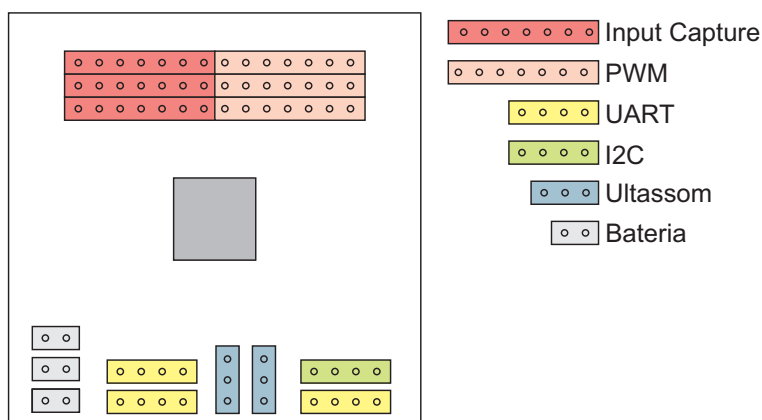 Input Capture
PWM
UART
I2C
Ultassom
Bateria